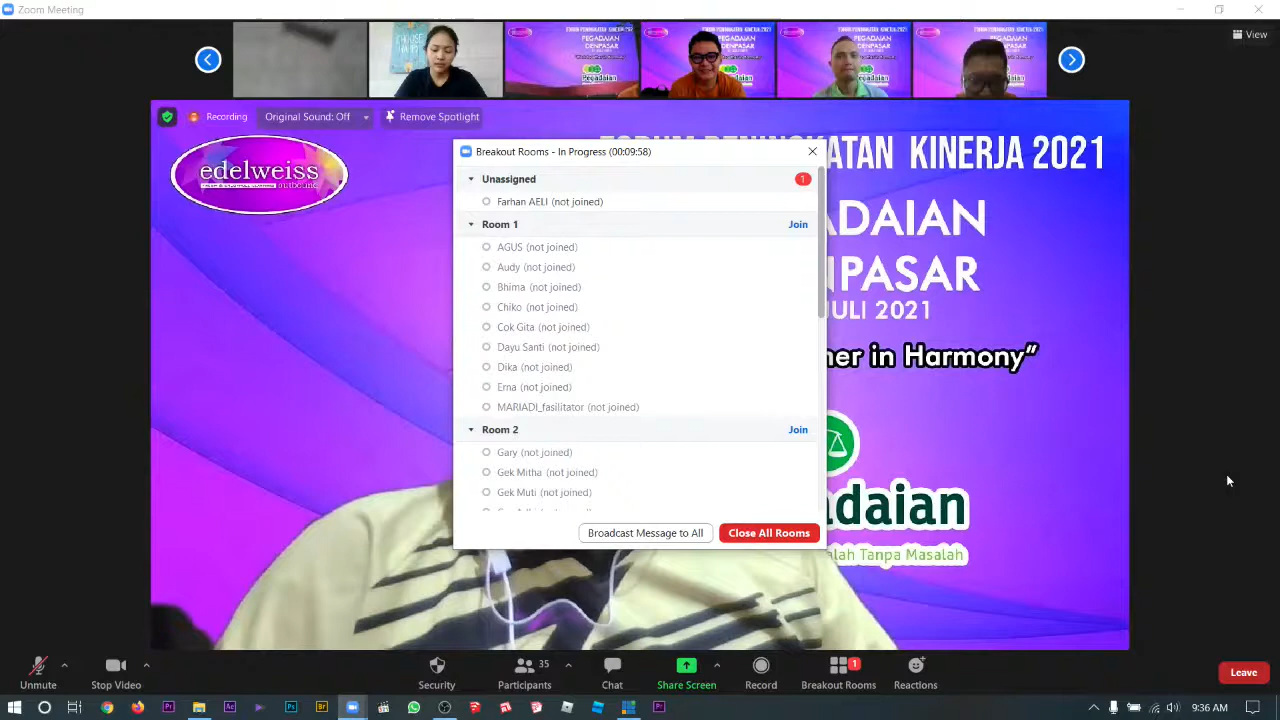 Zoom Meeting
View
Recording
Original Sound: Off
Remove Spotlight
edelweiss
KATAN KINERJA 2021
ADAIAN
NPASAR
JULI 2021
her in Harmony”
adaian
alah Tanpa Masalah
Breakout Rooms - In Progress (00:09:58)
Unassigned
1
Farhan AELI (not joined)
Room 1
Join
AGUS (not joined)
Audy (not joined)
Bhima (not joined)
Chiko (not joined)
Cok Gita (not joined)
Dayu Santi (not joined)
Dika (not joined)
Erna (not joined)
MARIADI_fasilitator (not joined)
Room 2
Join
Gary (not joined)
Gek Mitha (not joined)
Gek Muti (not joined)
Broadcast Message to All
Close All Rooms
Unmute
Stop Video
Security
35
Participants
Chat
Share Screen
Record
1
Breakout Rooms
Reactions
Leave
9:36 AM